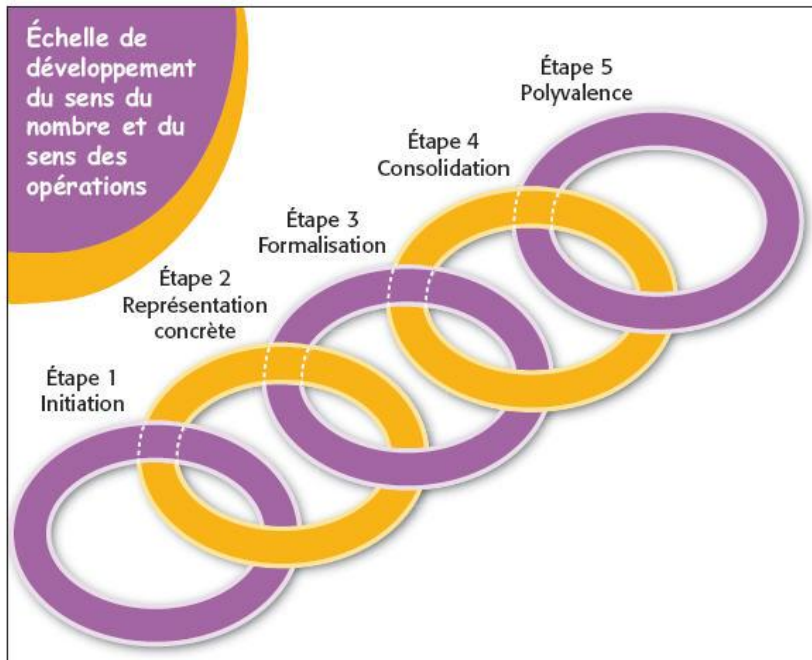 Échelle de
développement
du sens du
nombre et du
sens des
opérations
Étape 1
Initiation
Étape 2
Représentation
concrète
Étape 3
Formalisation
Étape 4
Consolidation
Étape 5
Polyvalence